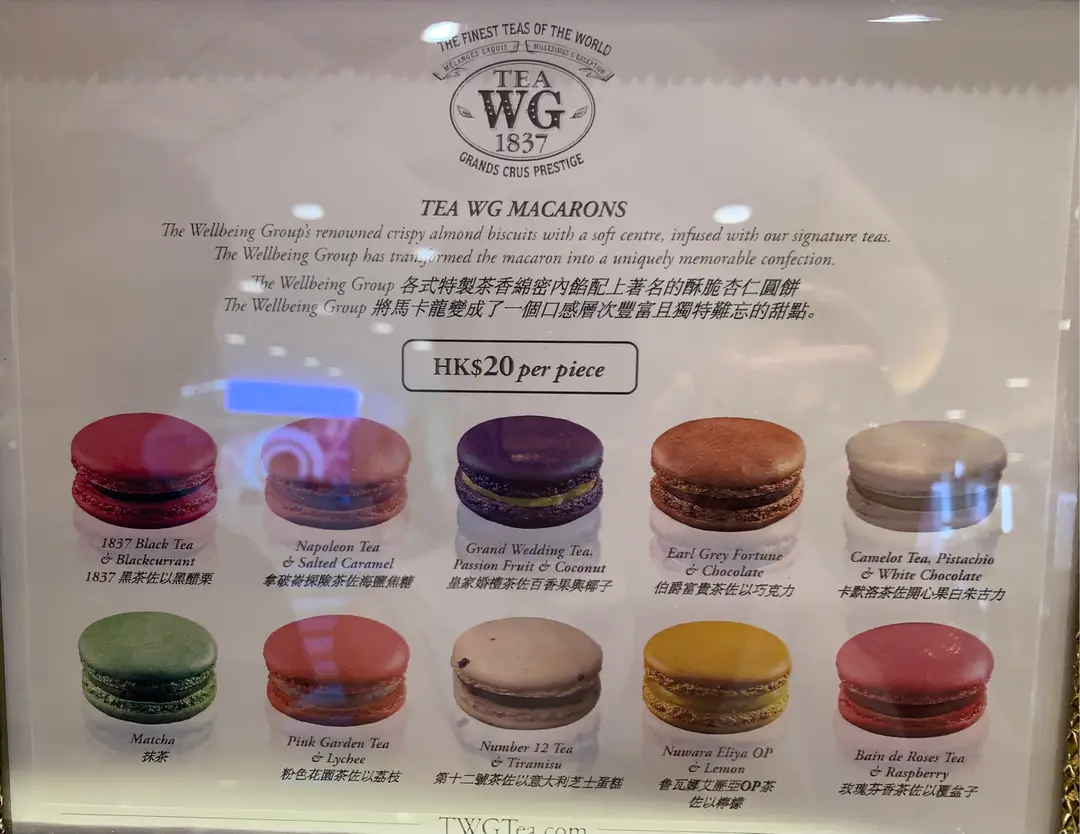 THE FINEST TEAS OF THE WORLD
MÉLANGES EXQUIS MILLÉSIMES D'EXCEPTION
TEA
WG
1837
GRANDS CRUS PRESTIGE
TEA WG MACARONS
The Wellbeing Group's renowned crispy almond biscuits with a soft centre, infused with our signature teas.
The Wellbeing Group has transformed the macaron into a uniquely memorable confection.
The Wellbeing Group 各式特製茶香綿密內餡配上著名的酥脆杏仁圓餅
The Wellbeing Group 將馬卡龍變成了一個口感層次豐富且獨特難忘的甜點。
HK$20 per piece
1837 Black Tea
& Blackcurrant
1837 黑茶佐以黑醋栗
Napoleon Tea
& Salted Caramel
拿破崙探險茶佐海鹽焦糖
Grand Wedding Tea,
Passion Fruit & Coconut
皇家婚禮茶佐百香果與椰子
Earl Grey Fortune
& Chocolate
伯爵富貴茶佐以巧克力
Camelot Tea, Pistachio
& White Chocolate
卡默洛茶佐開心果白朱古力
Matcha
抹茶
Pink Garden Tea
& Lychee
粉色花園茶佐以荔枝
Number 12 Tea
& Tiramisu
第十二號茶佐以意大利芝士蛋糕
Nuwara Eliya OP
& Lemon
魯瓦娜艾麗亞OP茶
佐以檸檬
Bain de Roses Tea
& Raspberry
玫瑰芬香茶佐以覆盆子
TWGTea.com